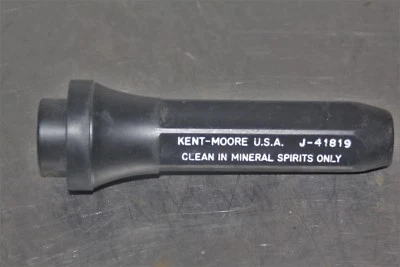 KENT-MOORE U.S.A. J-41819
CLEAN IN MINERAL SPIRITS ONLY